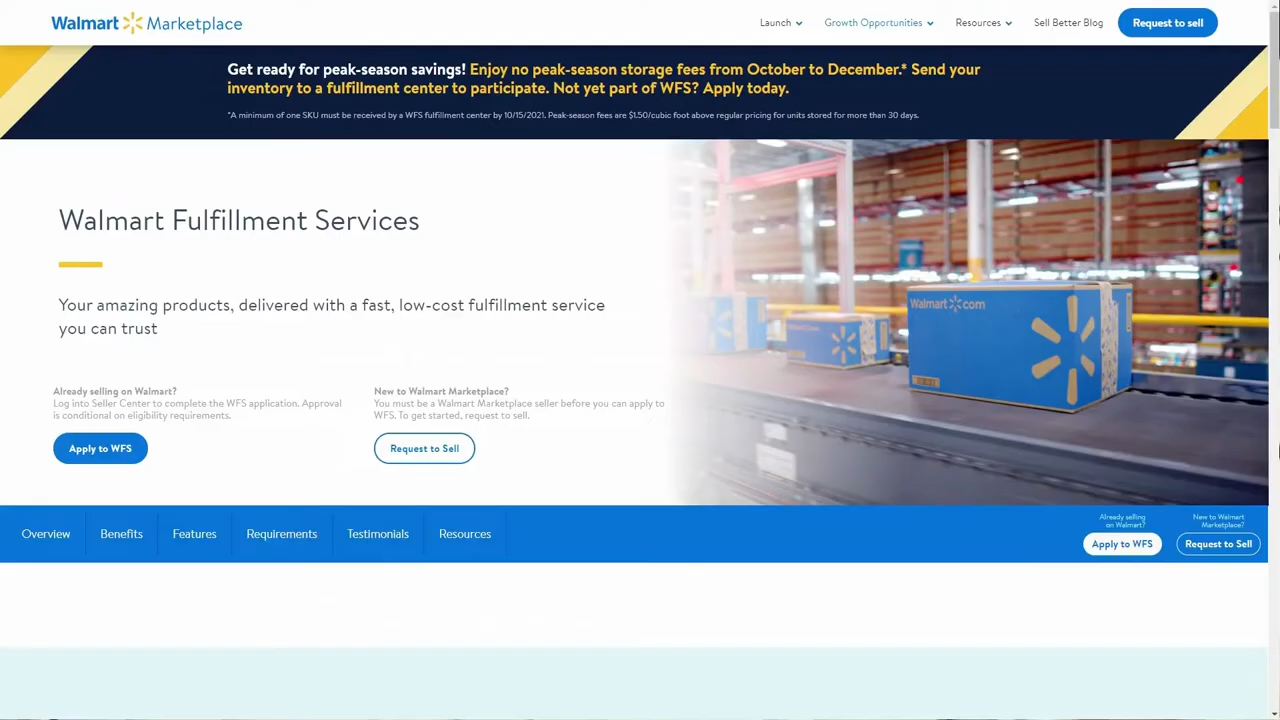 Walmart Marketplace
Launch
Growth Opportunities
Resources
Sell Better Blog
Request to sell
Get ready for peak-season savings! Enjoy no peak-season storage fees from October to December.* Send your
inventory to a fulfillment center to participate. Not yet part of WFS? Apply today.
*A minimum of one SKU must be received by a WFS fulfillment center by 10/15/2021. Peak-season fees are $1.50/cubic foot above regular pricing for units stored for more than 30 days.
Walmart Fulfillment Services
Your amazing products, delivered with a fast, low-cost fulfillment service
you can trust
Already selling on Walmart?
Log into Seller Center to complete the WFS application. Approval
is conditional on eligibility requirements.
Apply to WFS
New to Walmart Marketplace?
You must be a Walmart Marketplace seller before you can apply to
WFS. To get started, request to sell.
Request to Sell
Walmart.com
Overview
Benefits
Features
Requirements
Testimonials
Resources
Already selling
on Walmart?
Apply to WFS
New to Walmart
Marketplace?
Request to Sell